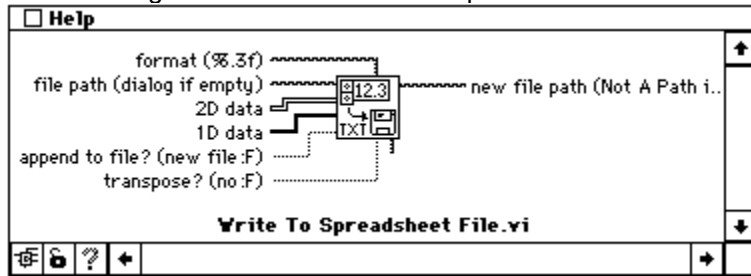 Help
format (%.3f)
file path (dialog if empty)
12.3
new file path (Not A Path i..
2D data
1D data
TXT
append to file? (new file:F)
transpose? (no:F)
Write To Spreadsheet File.vi
?